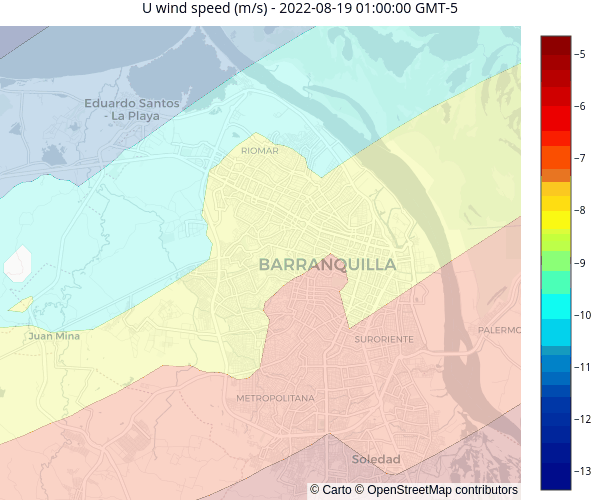 U wind speed (m/s) - 2022-08-19 01:00:00 GMT-5
Eduardo Santos
- La Playa
RIOMAR
BARRANQUILLA
Juan Mina
SURORIENTE
PALERMO
METROPOLITANA
Soledad
© Carto © OpenStreetMap contributors
−5
−6
−7
−8
−9
−10
−11
−12
−13